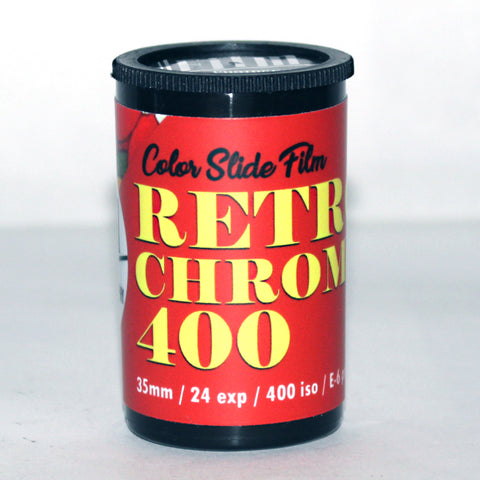 Color Slide Film
RETR
CHROM
400
35mm / 24 exp / 400 iso / E-6 p